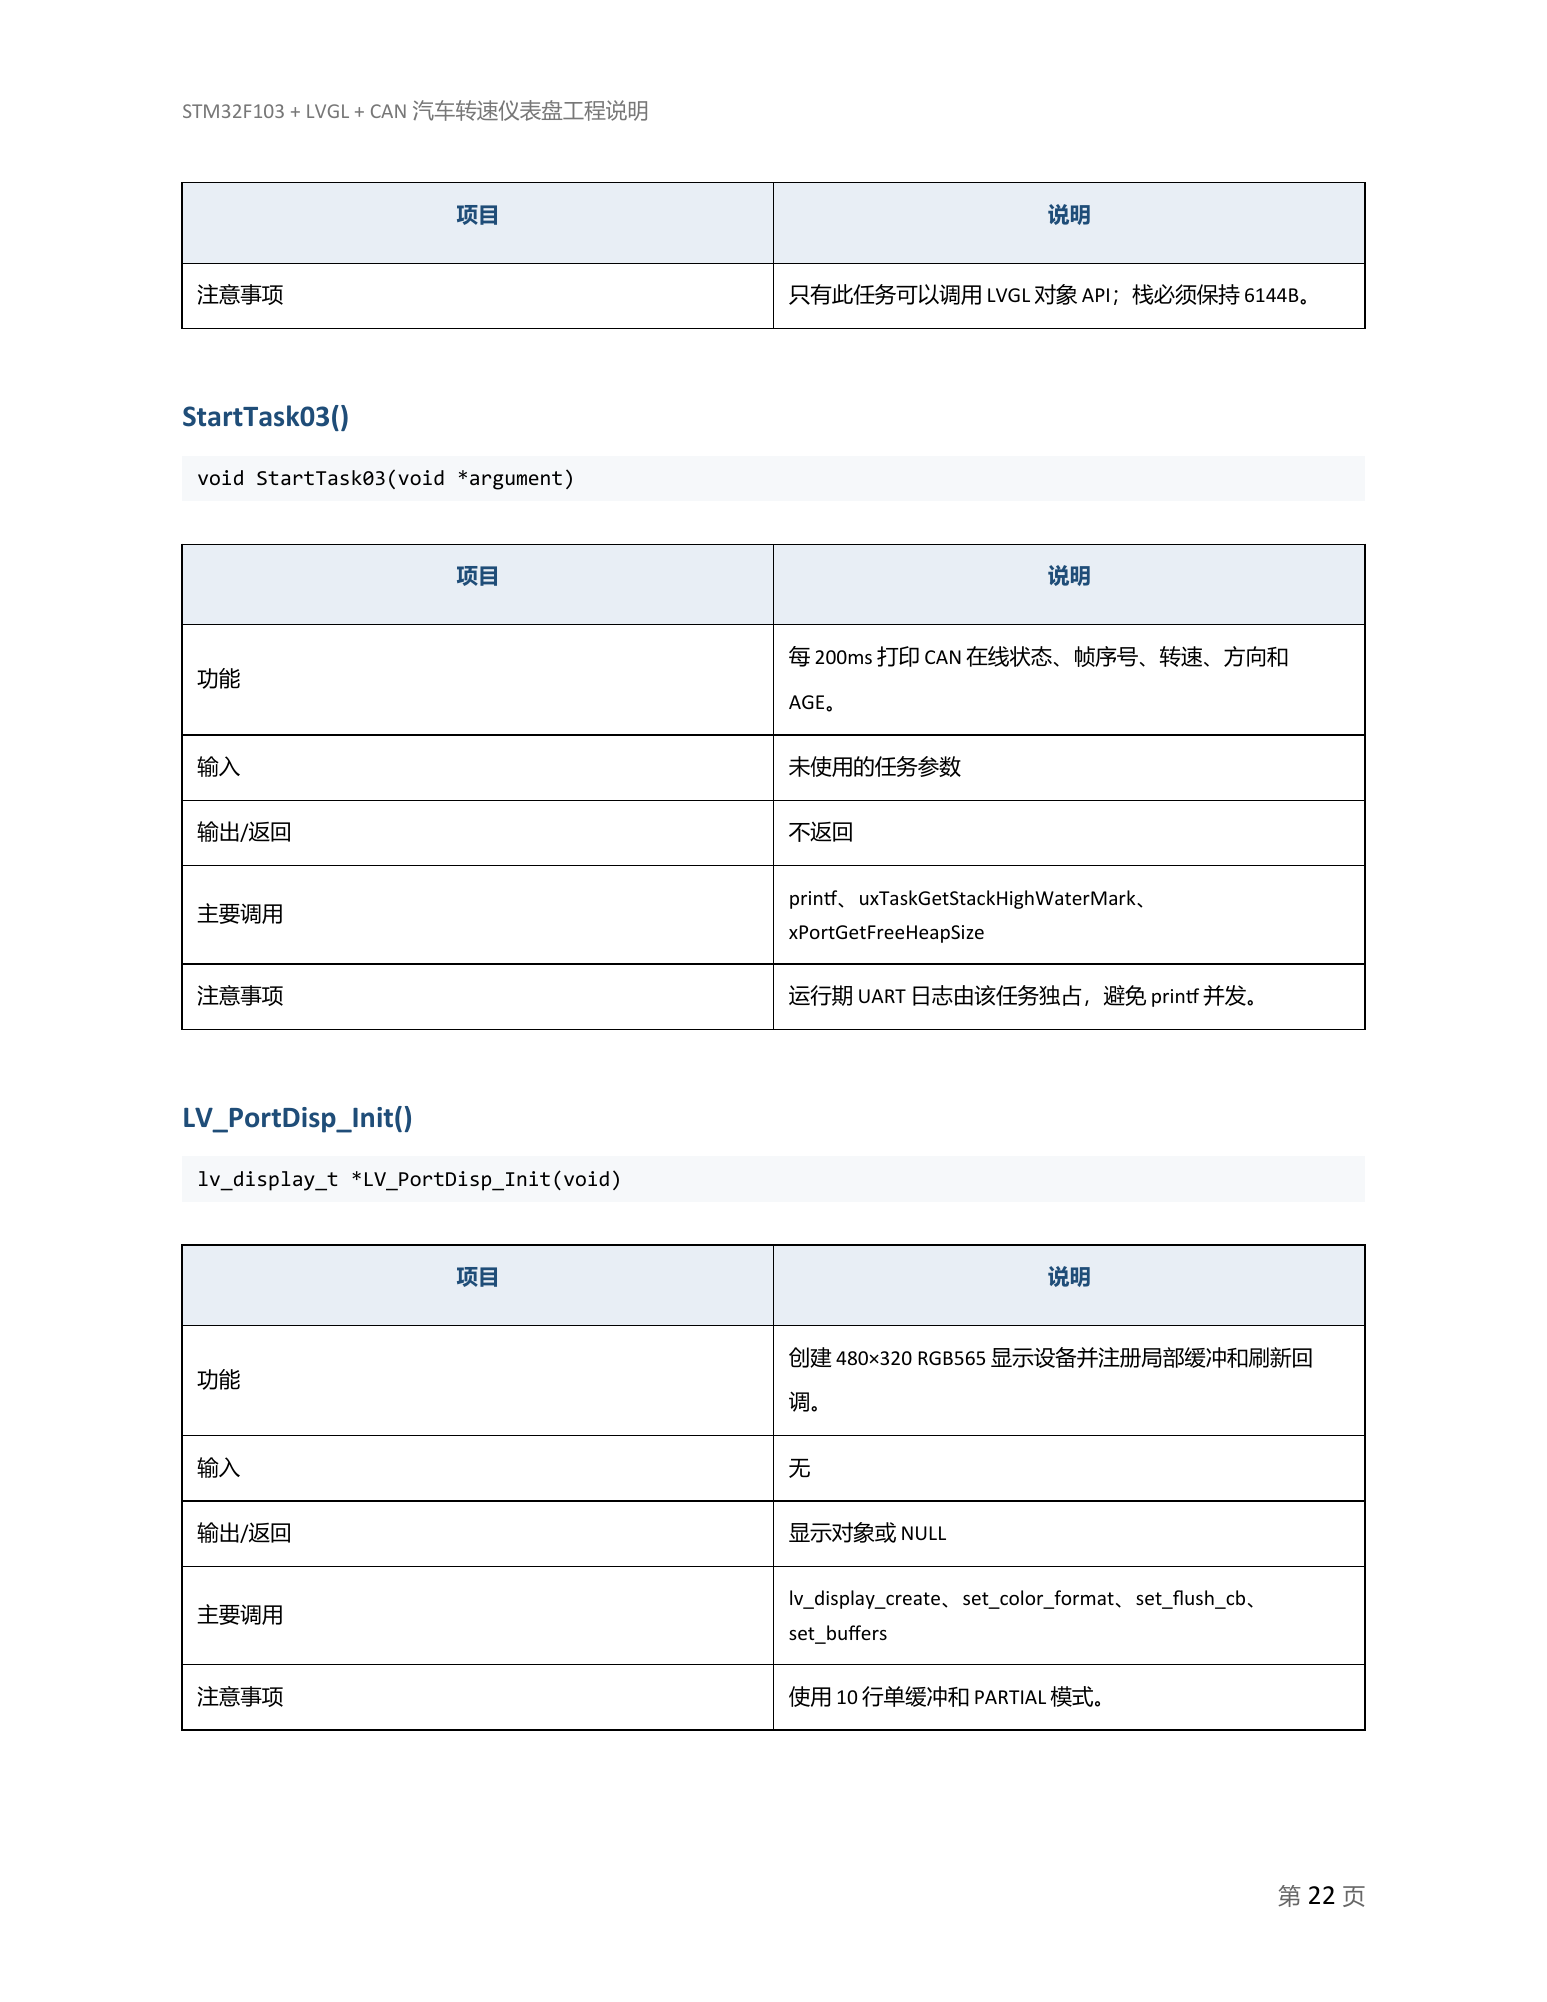 STM32F103 + LVGL + CAN 汽车转速仪表盘工程说明
项目 说明
注意事项 只有此任务可以调用 LVGL 对象 API；栈必须保持 6144B。
StartTask03()
void StartTask03(void *argument)
项目 说明
功能 每 200ms 打印 CAN 在线状态、帧序号、转速、方向和
AGE。
输入 未使用的任务参数
输出/返回 不返回
主要调用 printf、uxTaskGetStackHighWaterMark、
xPortGetFreeHeapSize
注意事项 运行期 UART 日志由该任务独占，避免 printf 并发。
LV_PortDisp_Init()
lv_display_t *LV_PortDisp_Init(void)
项目 说明
功能 创建 480×320 RGB565 显示设备并注册局部缓冲和刷新回
调。
输入 无
输出/返回 显示对象或 NULL
主要调用 lv_display_create、set_color_format、set_flush_cb、
set_buffers
注意事项 使用 10 行单缓冲和 PARTIAL 模式。
第 22 页